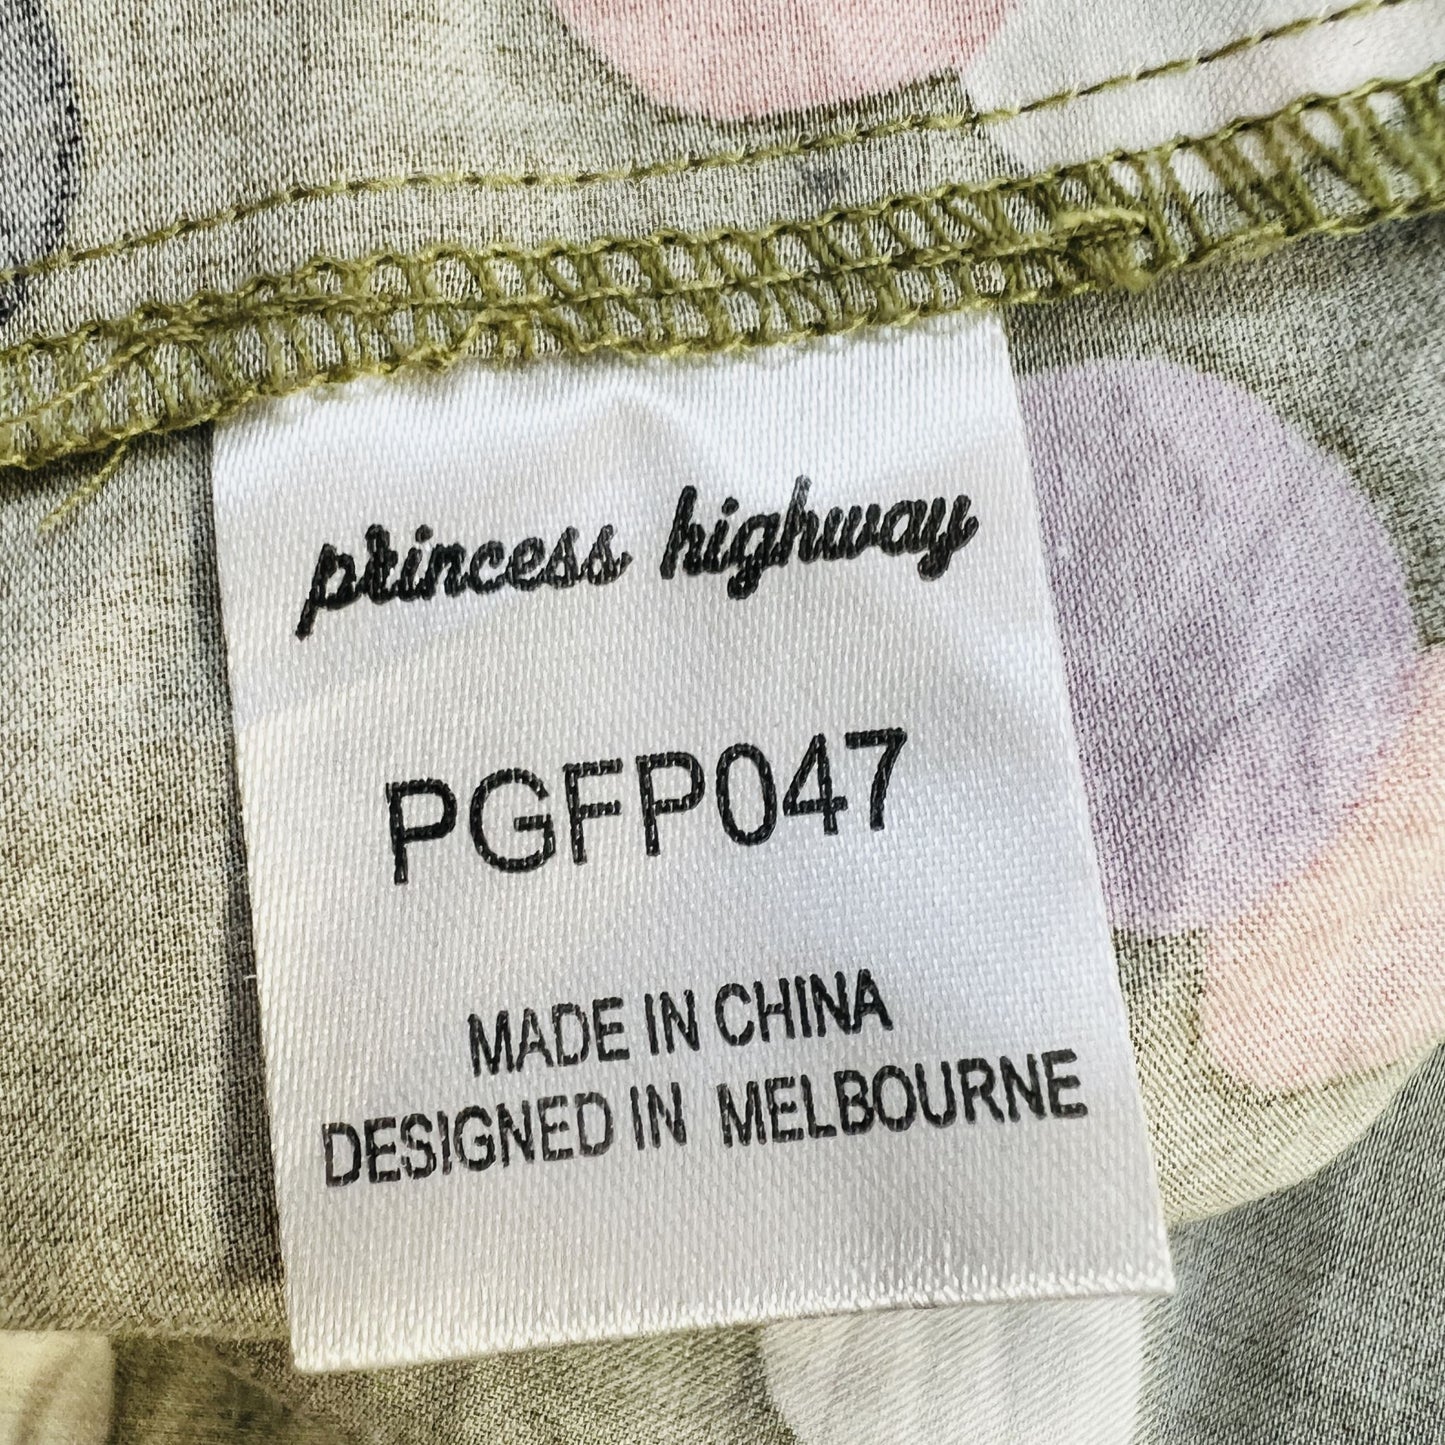 princess highway
PGFP047
MADE IN CHINA
DESIGNED IN MELBOURNE